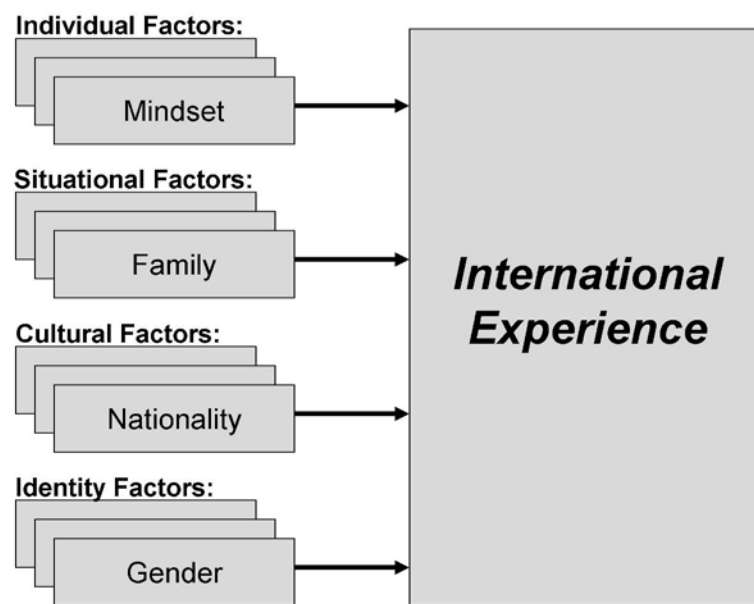 Individual Factors:
Mindset
Situational Factors:
Family
Cultural Factors:
Nationality
Identity Factors:
Gender
International
Experience